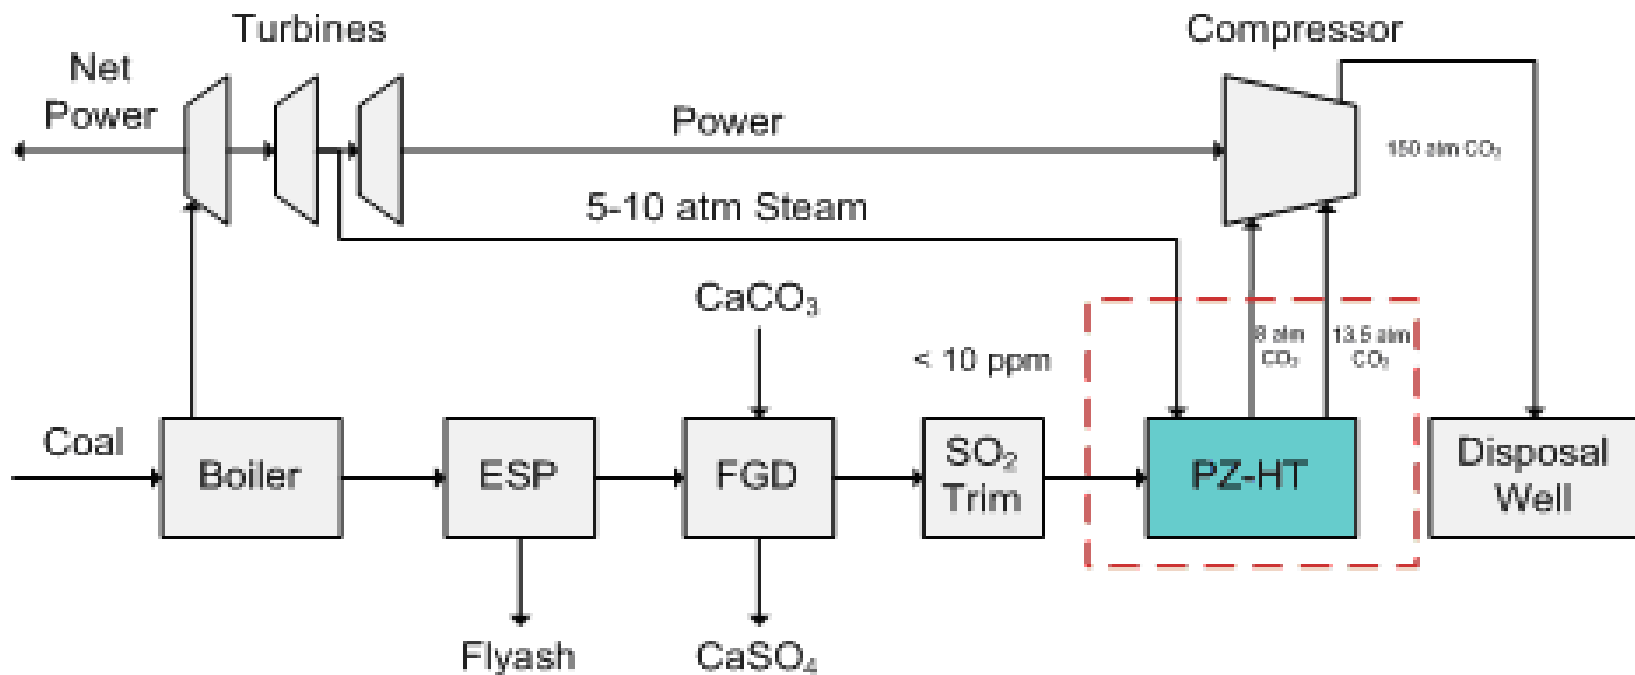 Turbines
Compressor
Net
Power
Power
150 atm CO₂
5-10 atm Steam
CaCO₃
< 10 ppm
8 atm
CO₂
13.5 atm
CO₂
Coal
Boiler
ESP
FGD
SO₂
Trim
PZ-HT
Disposal
Well
Flyash
CaSO₄